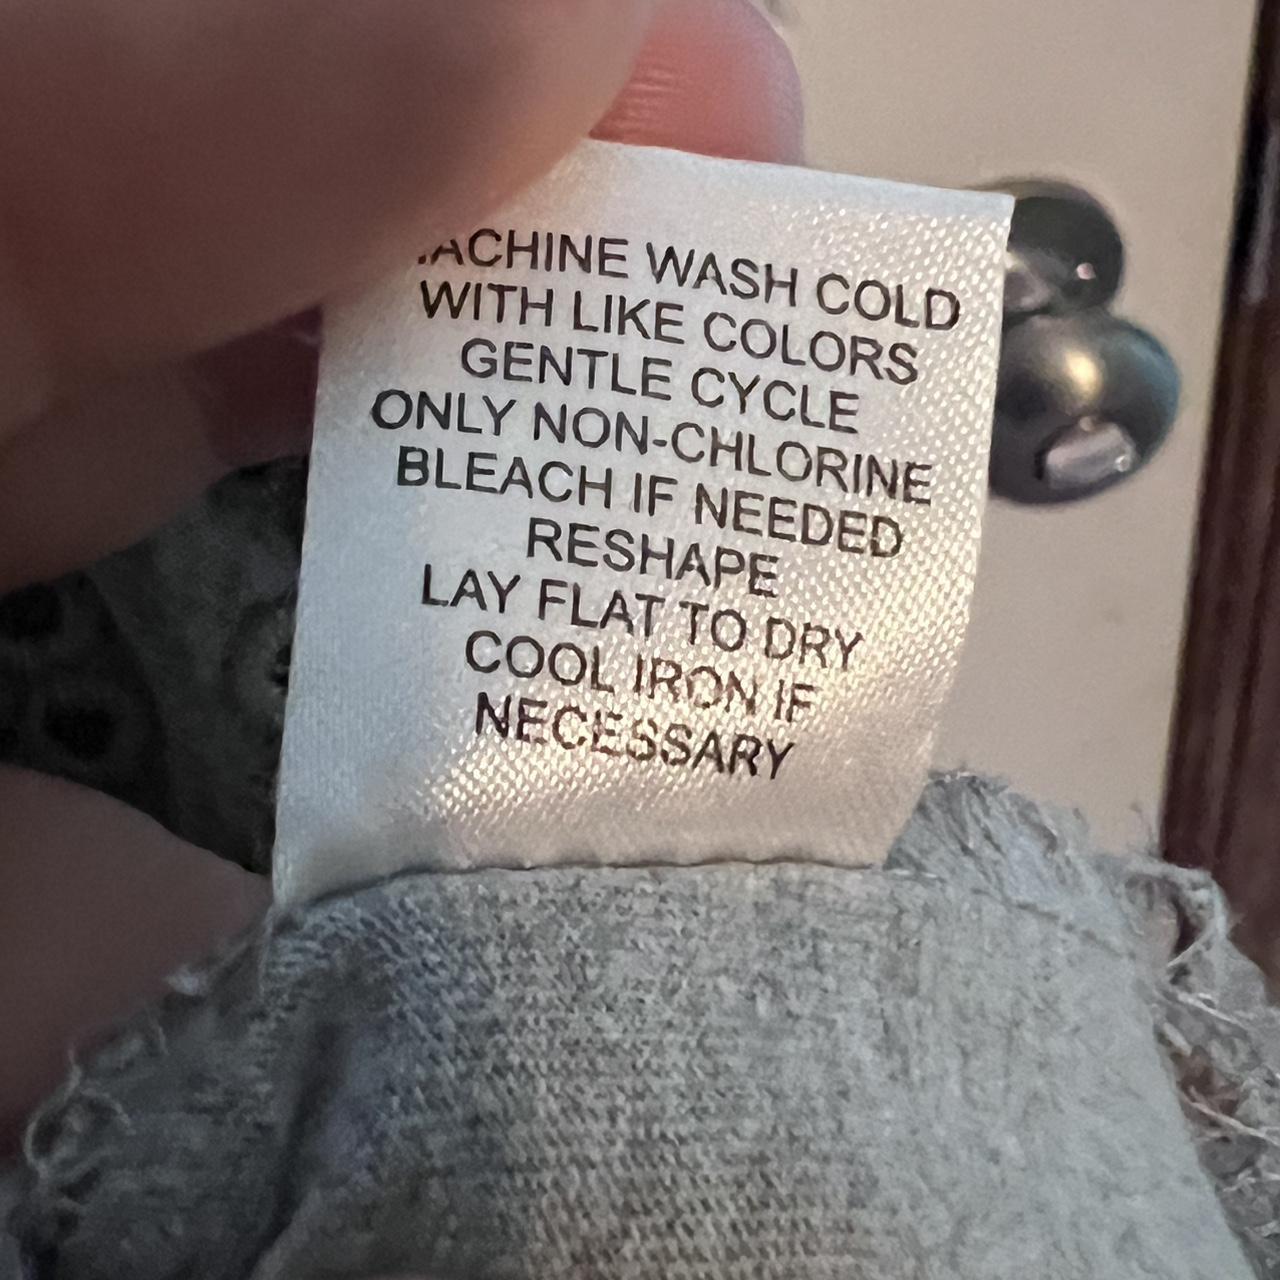 MACHINE WASH COLD
WITH LIKE COLORS
GENTLE CYCLE
ONLY NON-CHLORINE
BLEACH IF NEEDED
RESHAPE
LAY FLAT TO DRY
COOL IRON IF
NECESSARY